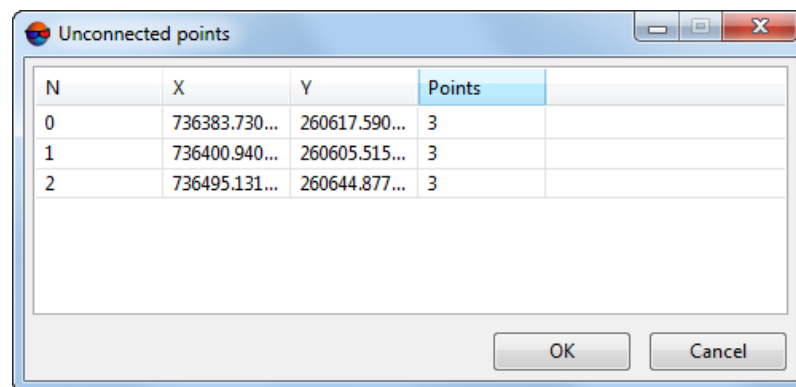 Unconnected points
N X Y Points
0 736383.730... 260617.590... 3
1 736400.940... 260605.515... 3
2 736495.131... 260644.877... 3
OK Cancel